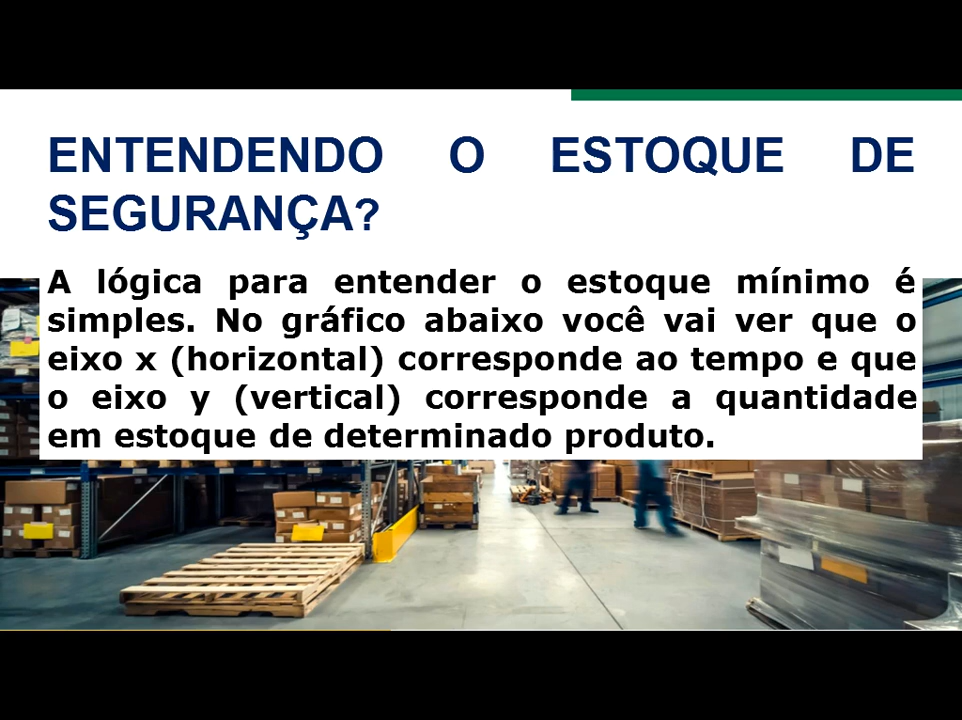 ENTENDENDO O ESTOQUE DE
SEGURANÇA?
A lógica para entender o estoque mínimo é
simples. No gráfico abaixo você vai ver que o
eixo x (horizontal) corresponde ao tempo e que
o eixo y (vertical) corresponde a quantidade
em estoque de determinado produto.